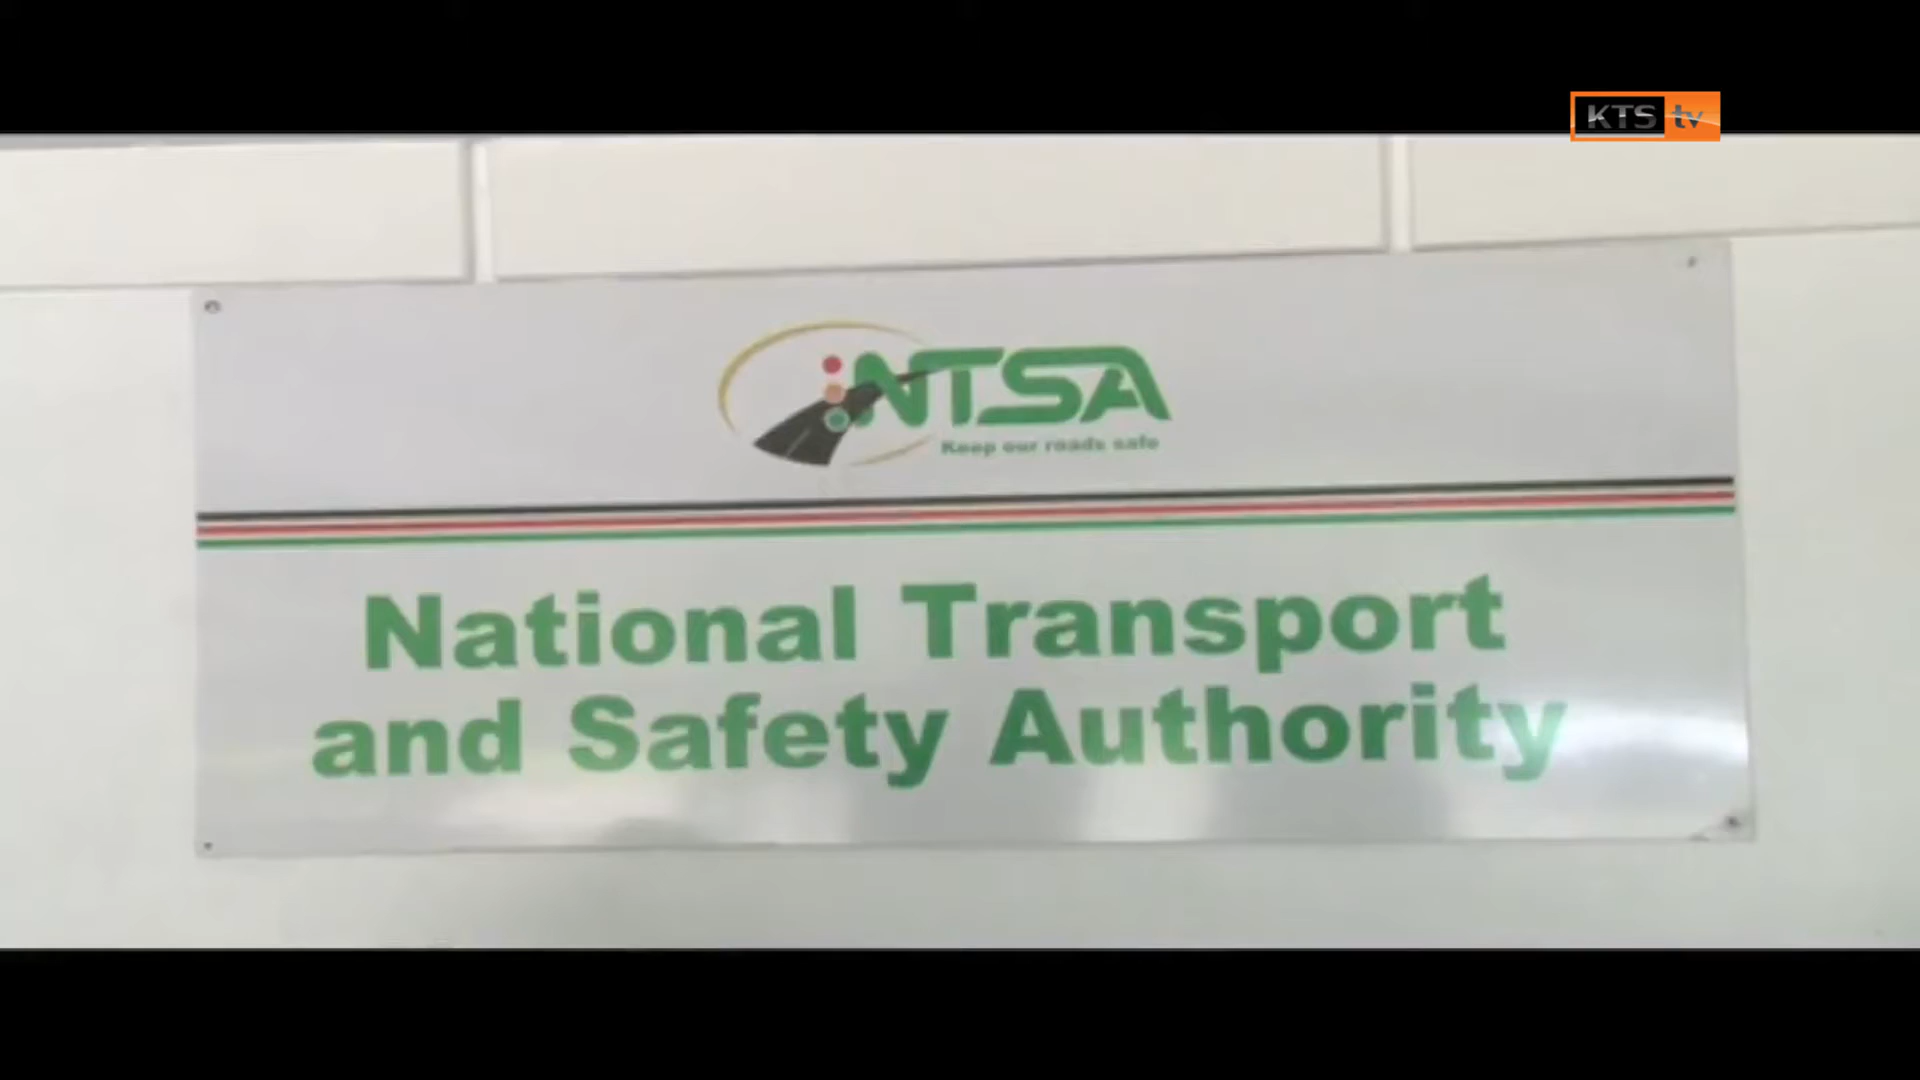 KTS tv
NTSA
Keep our roads safe
National Transport
and Safety Authority